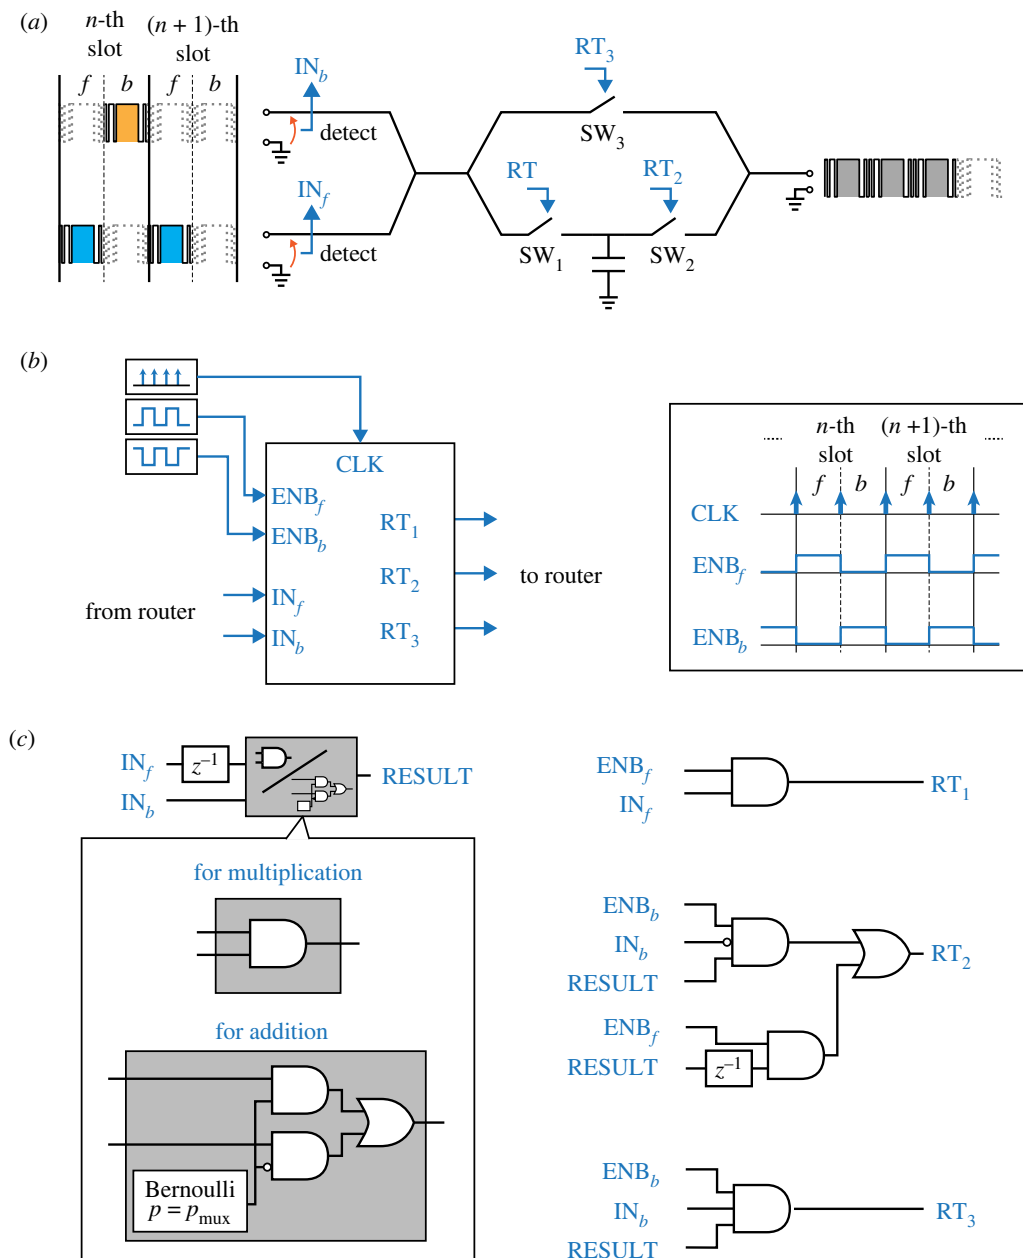 (a)
n-th slot
(n + 1)-th slot
f b f b
IN_b
detect
IN_f
detect
RT_3
SW_3
RT
SW_1
RT_2
SW_2
(b)
CLK
ENB_f
ENB_b
IN_f
IN_b
RT_1
RT_2
RT_3
from router
to router
n-th slot
(n +1)-th slot
f b f b
CLK
ENB_f
ENB_b
(c)
IN_f
z^{-1}
IN_b
RESULT
for multiplication
for addition
Bernoulli
p = p_mux
ENB_f
IN_f
RT_1
ENB_b
IN_b
RESULT
RT_2
ENB_f
RESULT
z^{-1}
ENB_b
IN_b
RESULT
RT_3